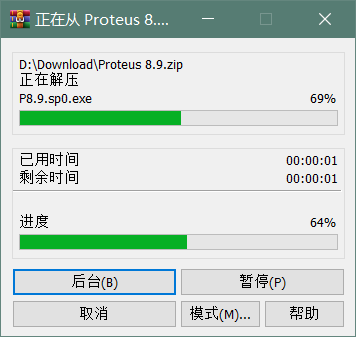 正在从 Proteus 8....
D:\Download\Proteus 8.9.zip
正在解压
P8.9.sp0.exe 69%
已用时间 00:00:01
剩余时间 00:00:01
进度 64%
后台(B) 暂停(P)
取消 模式(M)... 帮助